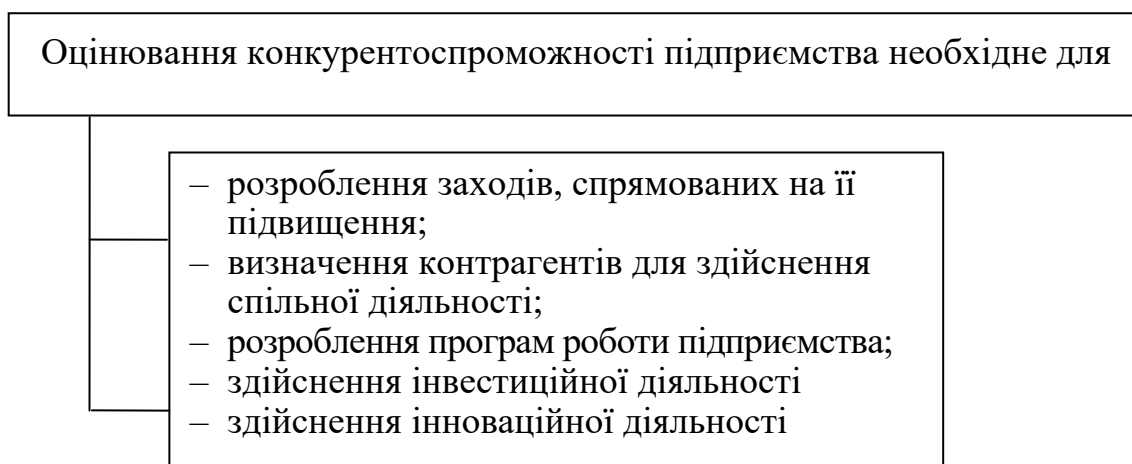 Оцінювання конкурентоспроможності підприємства необхідне для
– розроблення заходів, спрямованих на її
підвищення;
– визначення контрагентів для здійснення
спільної діяльності;
– розроблення програм роботи підприємства;
– здійснення інвестиційної діяльності
– здійснення інноваційної діяльності